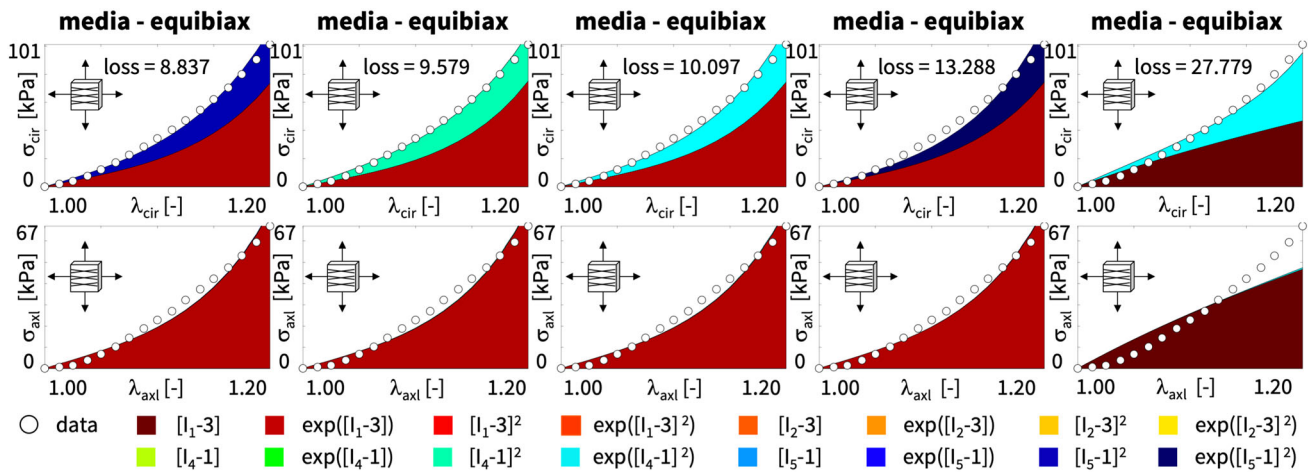 media - equibiax media - equibiax media - equibiax media - equibiax media - equibiax
101 101 101 101 101
loss = 8.837 loss = 9.579 loss = 10.097 loss = 13.288 loss = 27.779
σcir [kPa] σcir [kPa] σcir [kPa] σcir [kPa] σcir [kPa]
0 0 0 0 0
1.00 λcir [-] 1.20 1.00 λcir [-] 1.20 1.00 λcir [-] 1.20 1.00 λcir [-] 1.20 1.00 λcir [-] 1.20
67 67 67 67 67
σaxl [kPa] σaxl [kPa] σaxl [kPa] σaxl [kPa] σaxl [kPa]
0 0 0 0 0
1.00 λaxl [-] 1.20 1.00 λaxl [-] 1.20 1.00 λaxl [-] 1.20 1.00 λaxl [-] 1.20 1.00 λaxl [-] 1.20
data [I₁-3] exp([I₁-3]) [I₁-3]² exp([I₁-3]²) [I₂-3] exp([I₂-3]) [I₂-3]² exp([I₂-3]²)
[I₄-1] exp([I₄-1]) [I₄-1]² exp([I₄-1]²) [I₅-1] exp([I₅-1]) [I₅-1]² exp([I₅-1]²)